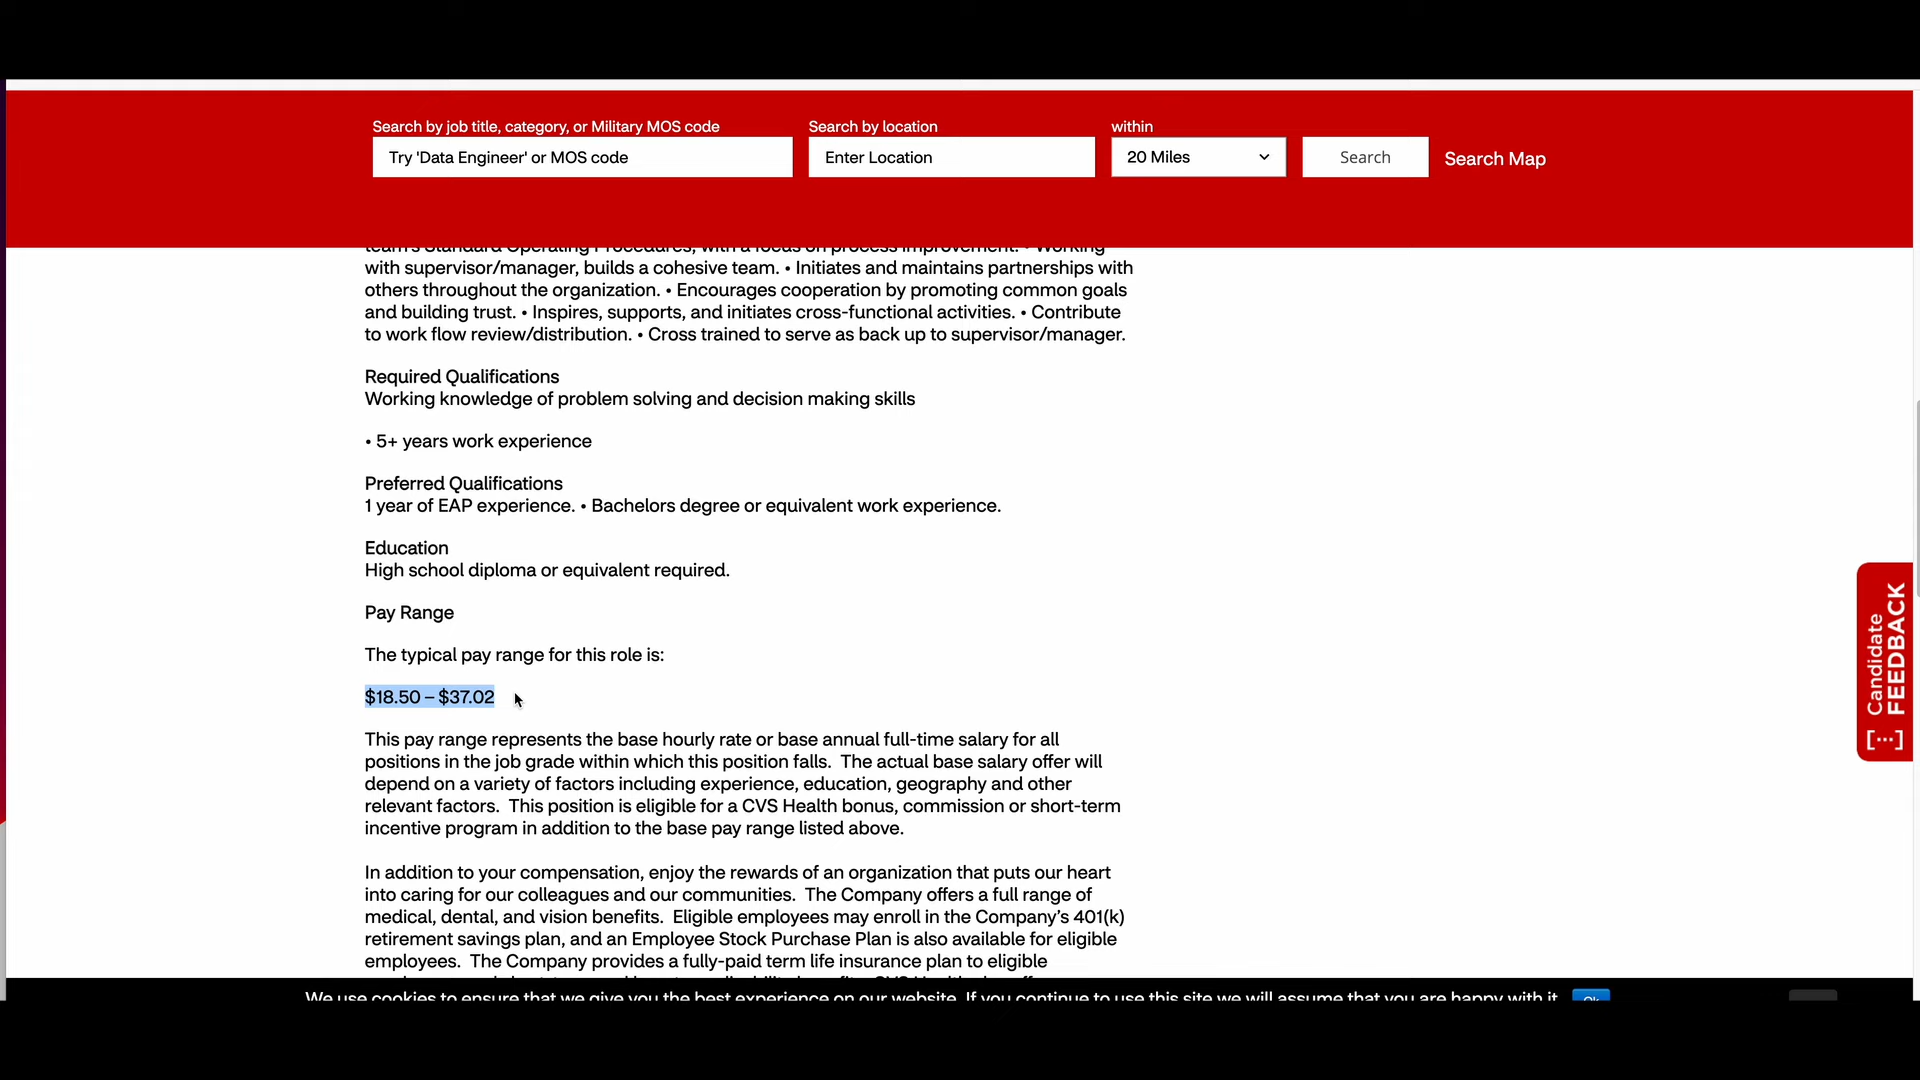 Search by job title, category, or Military MOS code
Search by location
within
Try 'Data Engineer' or MOS code
Enter Location
20 Miles
Search
Search Map
team's Standard Operating Procedures, with a focus on process improvement. • Working
with supervisor/manager, builds a cohesive team. • Initiates and maintains partnerships with
others throughout the organization. • Encourages cooperation by promoting common goals
and building trust. • Inspires, supports, and initiates cross-functional activities. • Contribute
to work flow review/distribution. • Cross trained to serve as back up to supervisor/manager.
Required Qualifications
Working knowledge of problem solving and decision making skills
• 5+ years work experience
Preferred Qualifications
1 year of EAP experience. • Bachelors degree or equivalent work experience.
Education
High school diploma or equivalent required.
Pay Range
The typical pay range for this role is:
$18.50 – $37.02
This pay range represents the base hourly rate or base annual full-time salary for all
positions in the job grade within which this position falls.  The actual base salary offer will
depend on a variety of factors including experience, education, geography and other
relevant factors.  This position is eligible for a CVS Health bonus, commission or short-term
incentive program in addition to the base pay range listed above.
In addition to your compensation, enjoy the rewards of an organization that puts our heart
into caring for our colleagues and our communities.  The Company offers a full range of
medical, dental, and vision benefits.  Eligible employees may enroll in the Company's 401(k)
retirement savings plan, and an Employee Stock Purchase Plan is also available for eligible
employees.  The Company provides a fully-paid term life insurance plan to eligible
We use cookies to ensure that we give you the best experience on our website. If you continue to use this site we will assume that you are happy with it.
Ok
Candidate
FEEDBACK